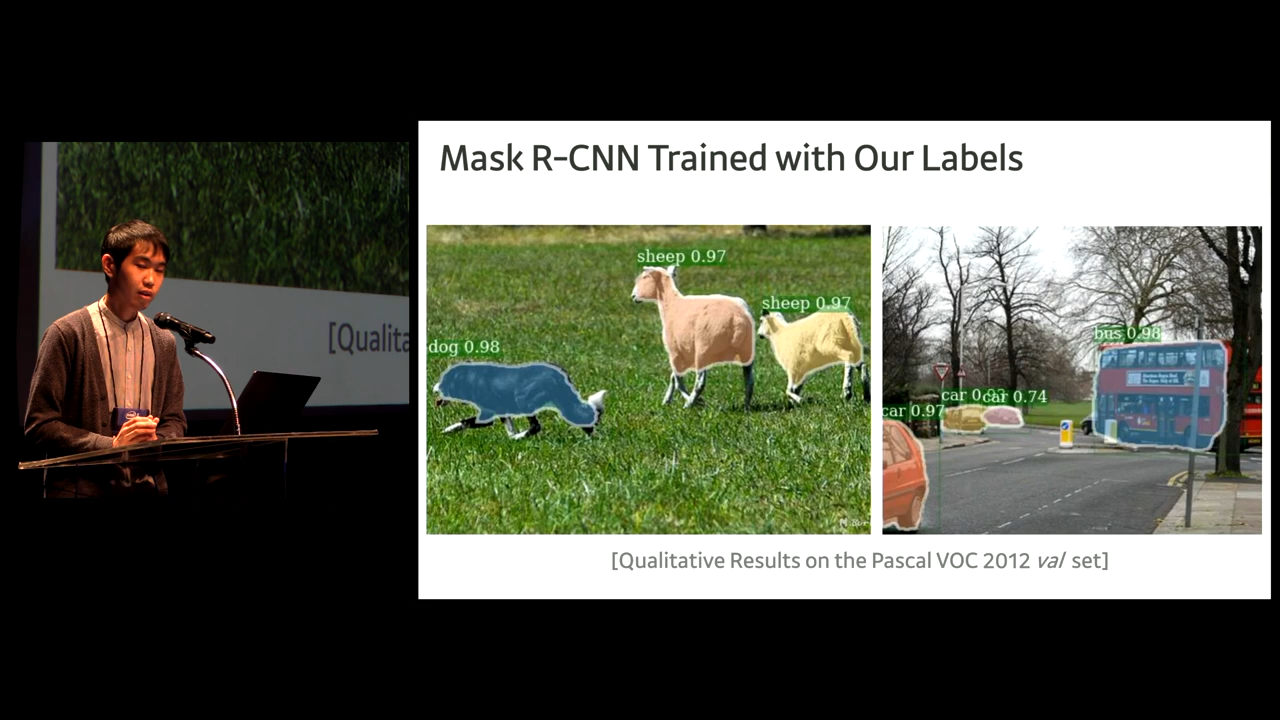 [Qualita
Mask R-CNN Trained with Our Labels
sheep 0.97
sheep 0.97
dog 0.98
bus 0.98
car 0.74
car 0.97
[Qualitative Results on the Pascal VOC 2012 val set]